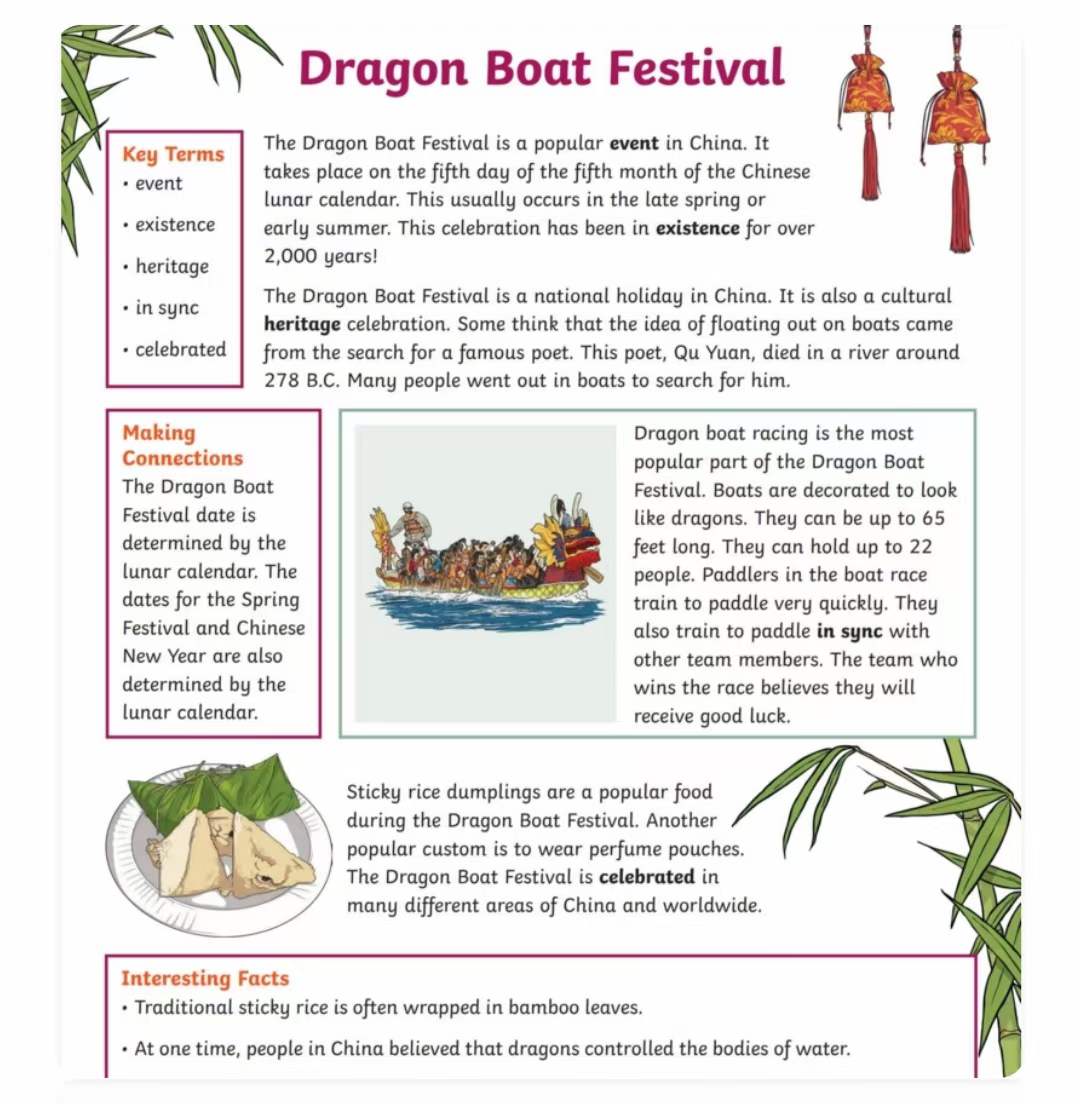 Dragon Boat Festival
Key Terms
• event
• existence
• heritage
• in sync
• celebrated
The Dragon Boat Festival is a popular event in China. It
takes place on the fifth day of the fifth month of the Chinese
lunar calendar. This usually occurs in the late spring or
early summer. This celebration has been in existence for over
2,000 years!
The Dragon Boat Festival is a national holiday in China. It is also a cultural
heritage celebration. Some think that the idea of floating out on boats came
from the search for a famous poet. This poet, Qu Yuan, died in a river around
278 B.C. Many people went out in boats to search for him.
Making
Connections
The Dragon Boat
Festival date is
determined by the
lunar calendar. The
dates for the Spring
Festival and Chinese
New Year are also
determined by the
lunar calendar.
Dragon boat racing is the most
popular part of the Dragon Boat
Festival. Boats are decorated to look
like dragons. They can be up to 65
feet long. They can hold up to 22
people. Paddlers in the boat race
train to paddle very quickly. They
also train to paddle in sync with
other team members. The team who
wins the race believes they will
receive good luck.
Sticky rice dumplings are a popular food
during the Dragon Boat Festival. Another
popular custom is to wear perfume pouches.
The Dragon Boat Festival is celebrated in
many different areas of China and worldwide.
Interesting Facts
• Traditional sticky rice is often wrapped in bamboo leaves.
• At one time, people in China believed that dragons controlled the bodies of water.